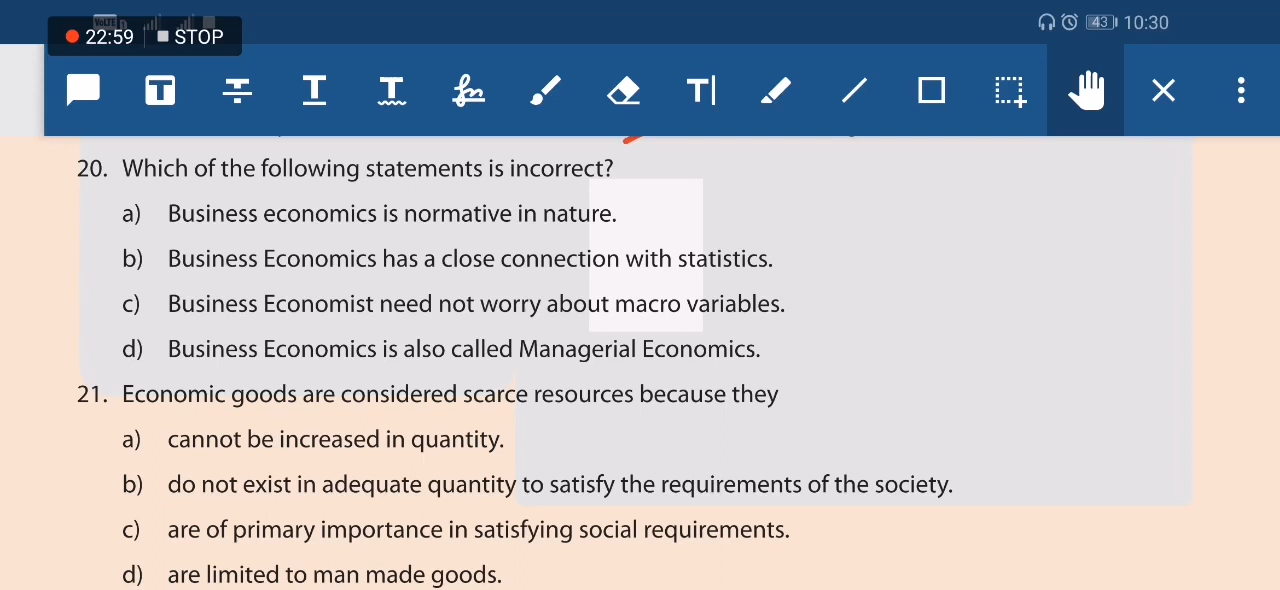 VoLTE
22:59 STOP
43 10:30
T T T T T|
20. Which of the following statements is incorrect?
a) Business economics is normative in nature.
b) Business Economics has a close connection with statistics.
c) Business Economist need not worry about macro variables.
d) Business Economics is also called Managerial Economics.
21. Economic goods are considered scarce resources because they
a) cannot be increased in quantity.
b) do not exist in adequate quantity to satisfy the requirements of the society.
c) are of primary importance in satisfying social requirements.
d) are limited to man made goods.